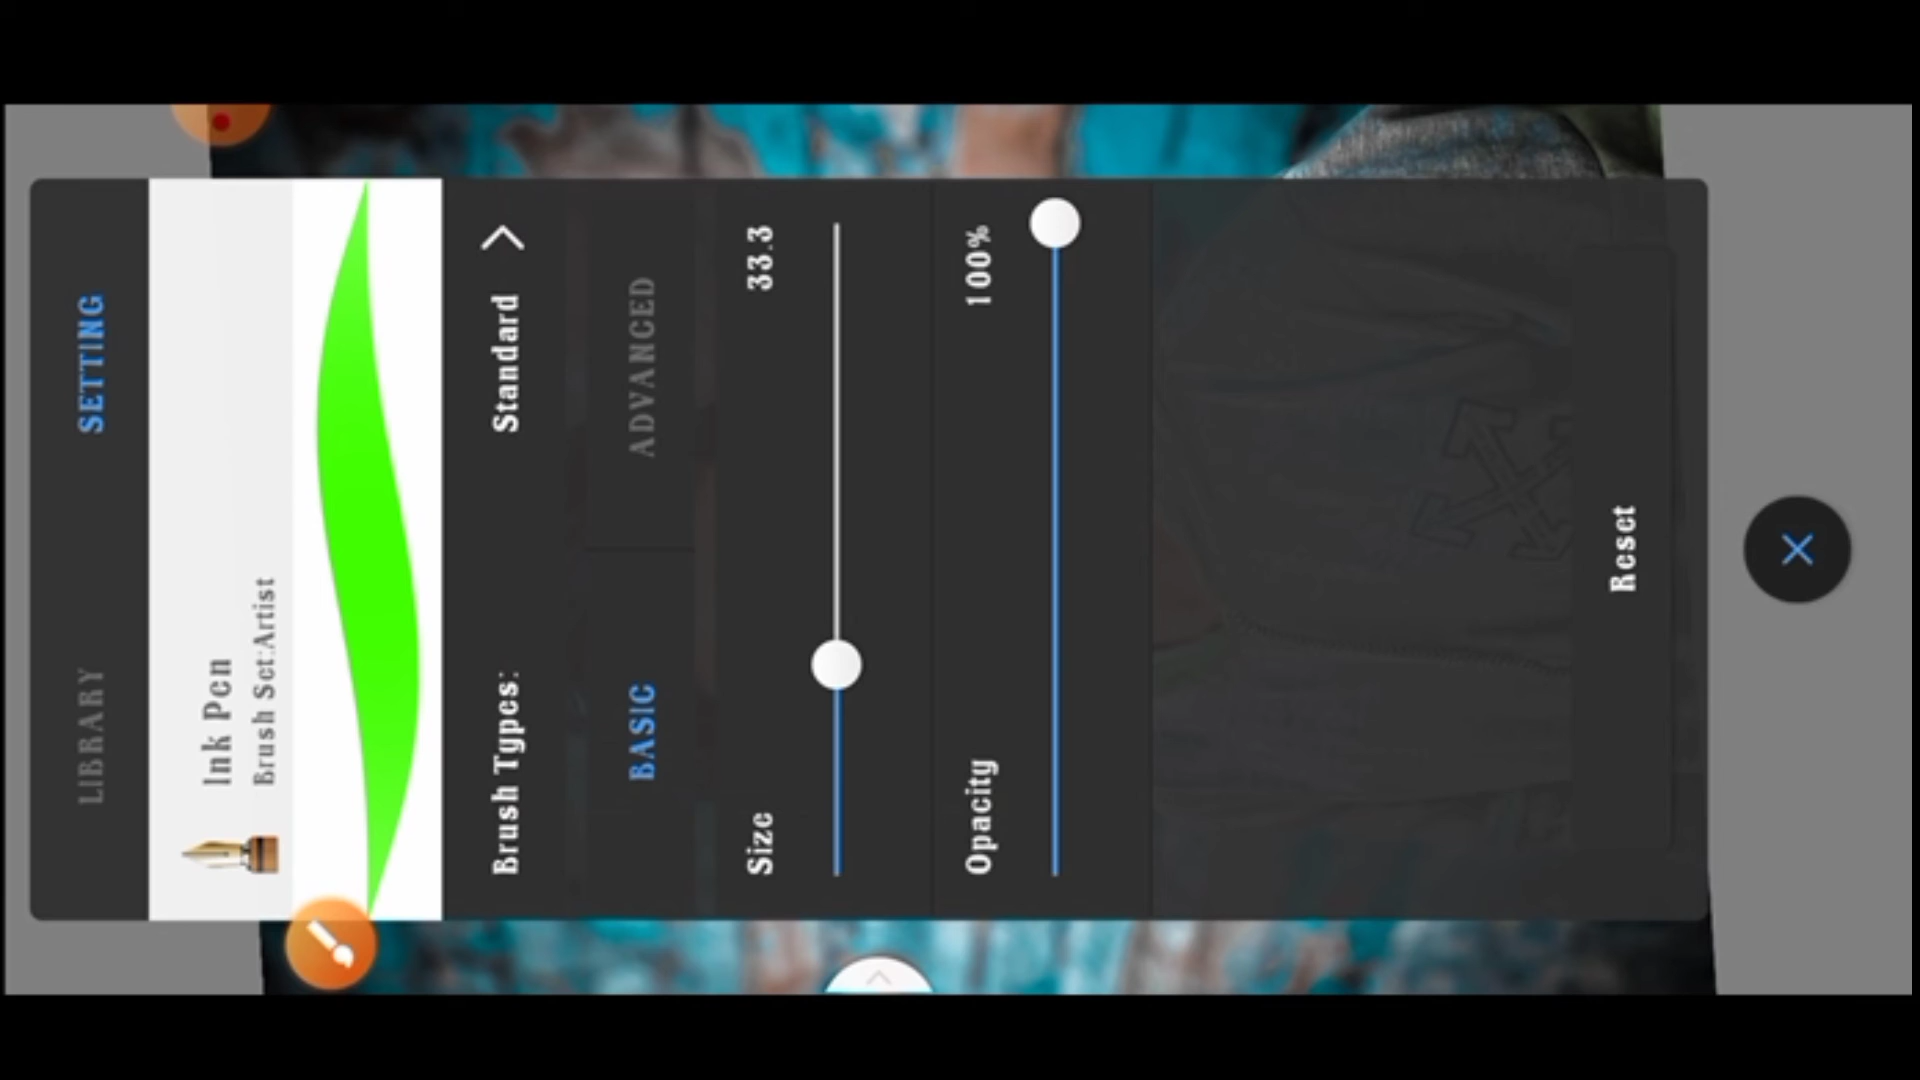 LIBRARY SETTING
Ink Pen
Brush Set:Artist
Brush Types: Standard
BASIC ADVANCED
Size 33.3
Opacity 100%
Reset